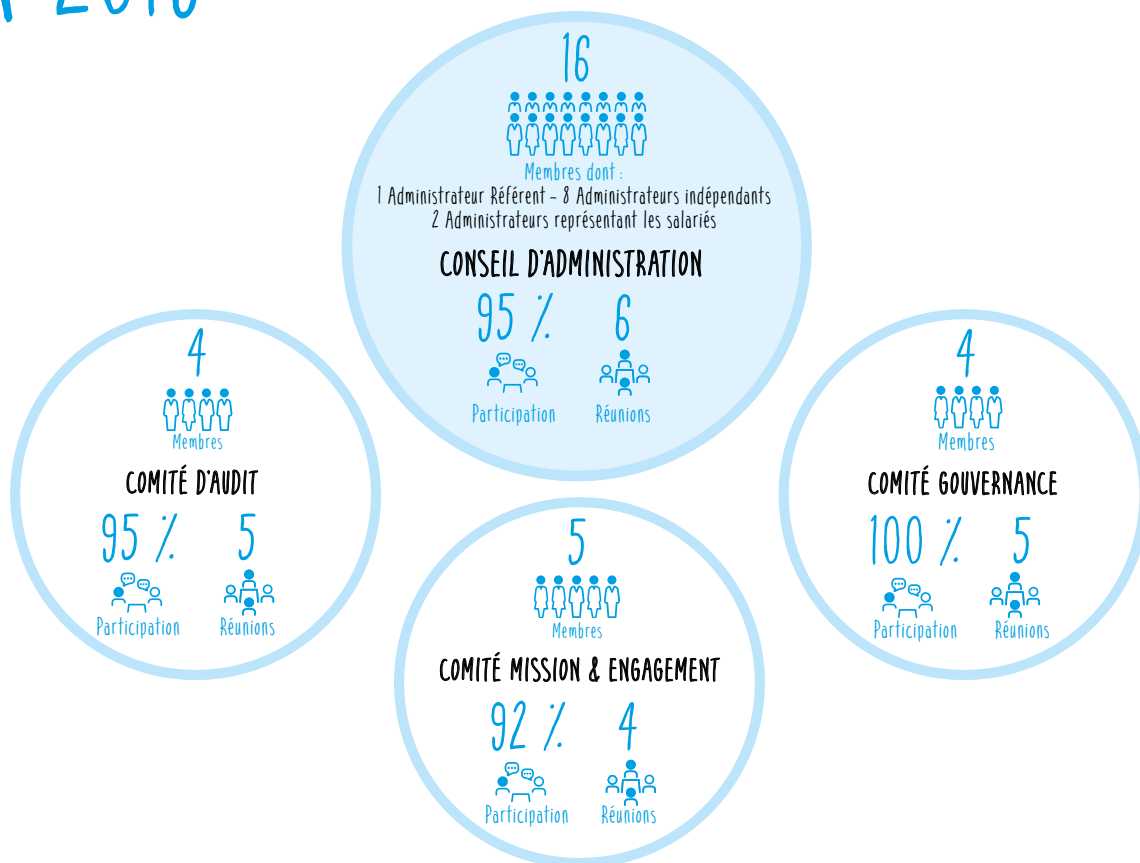 16
Membres dont :
1 Administrateur Référent – 8 Administrateurs indépendants
2 Administrateurs représentant les salariés
CONSEIL D'ADMINISTRATION
95 % 6
Participation Réunions
4
Membres
COMITÉ D'AUDIT
95 % 5
Participation Réunions
5
Membres
COMITÉ MISSION & ENGAGEMENT
92 % 4
Participation Réunions
4
Membres
COMITÉ GOUVERNANCE
100 % 5
Participation Réunions